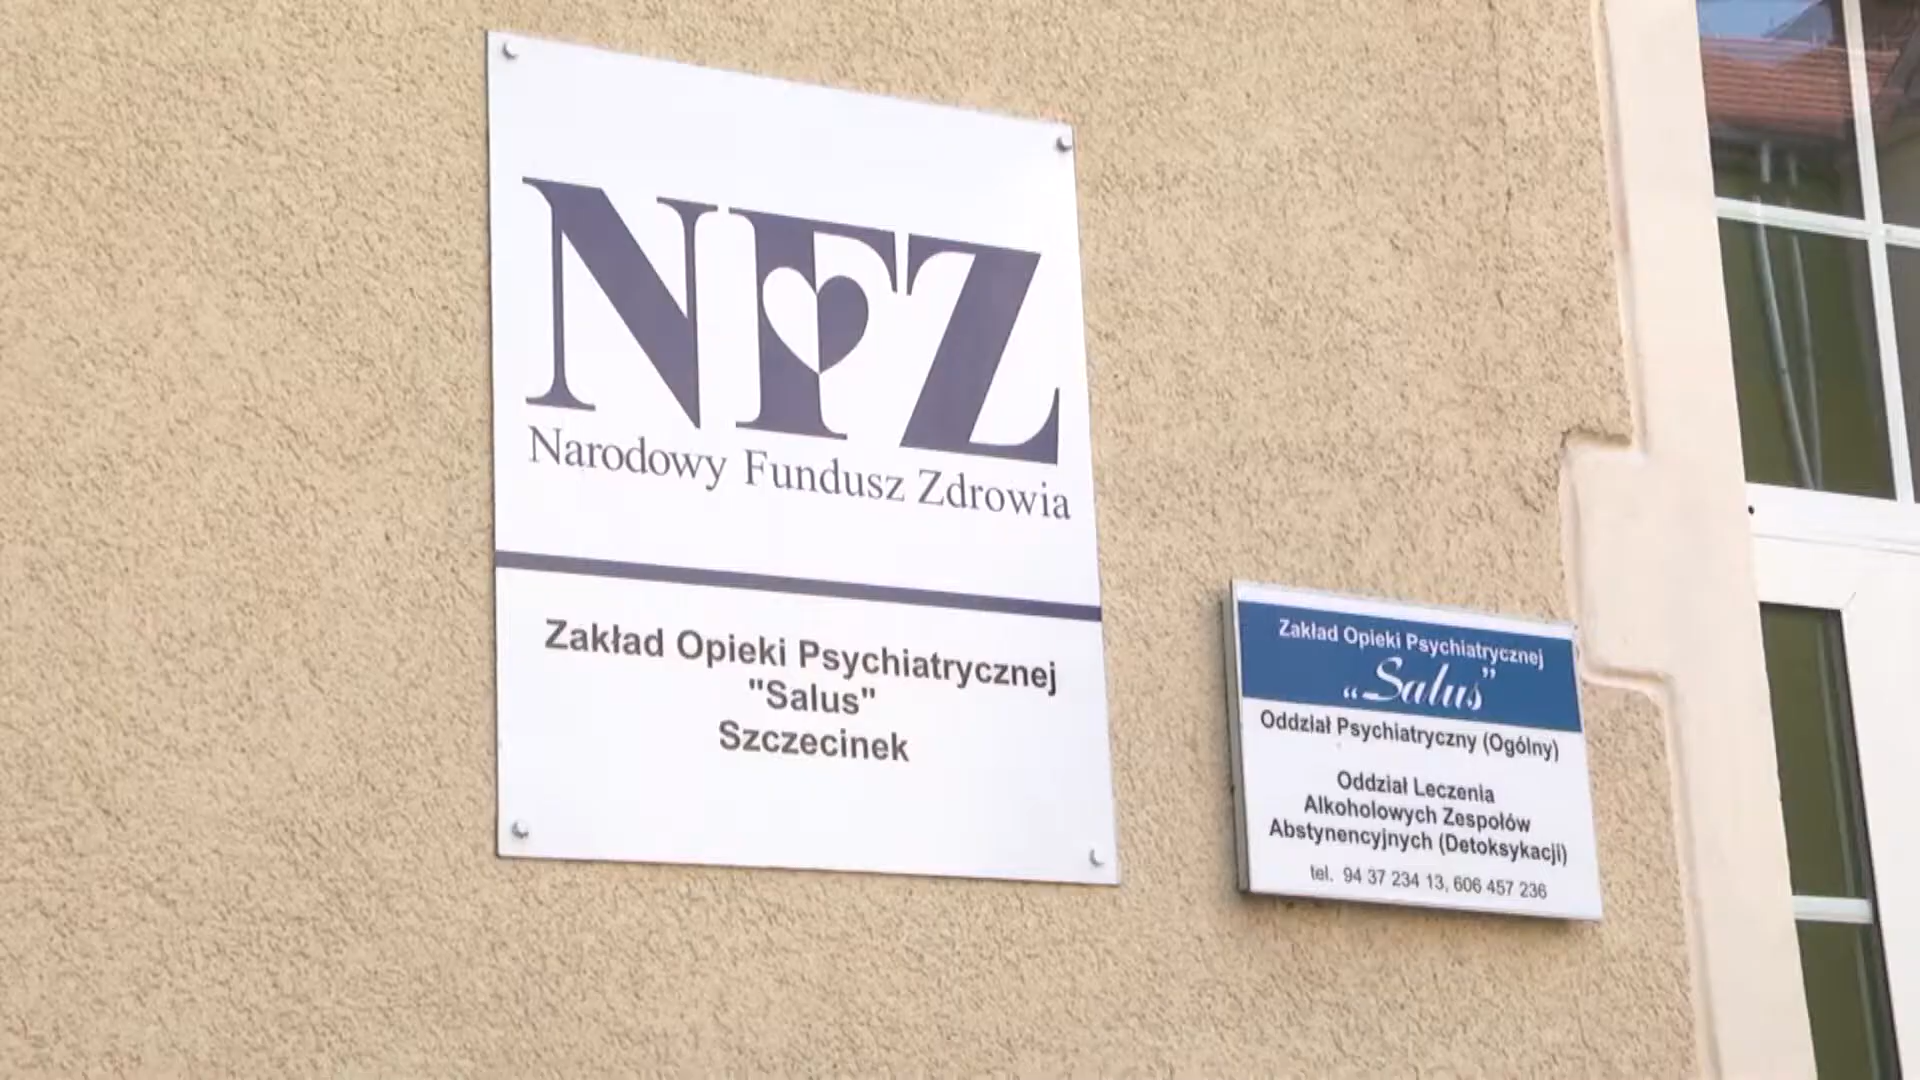 NFZ
Narodowy Fundusz Zdrowia
Zakład Opieki Psychiatrycznej
"Salus"
Szczecinek
Zakład Opieki Psychiatrycznej
„Salus”
Oddział Psychiatryczny (Ogólny)
Oddział Leczenia
Alkoholowych Zespołów
Abstynencyjnych (Detoksykacji)
tel. 94 37 234 13, 606 457 236